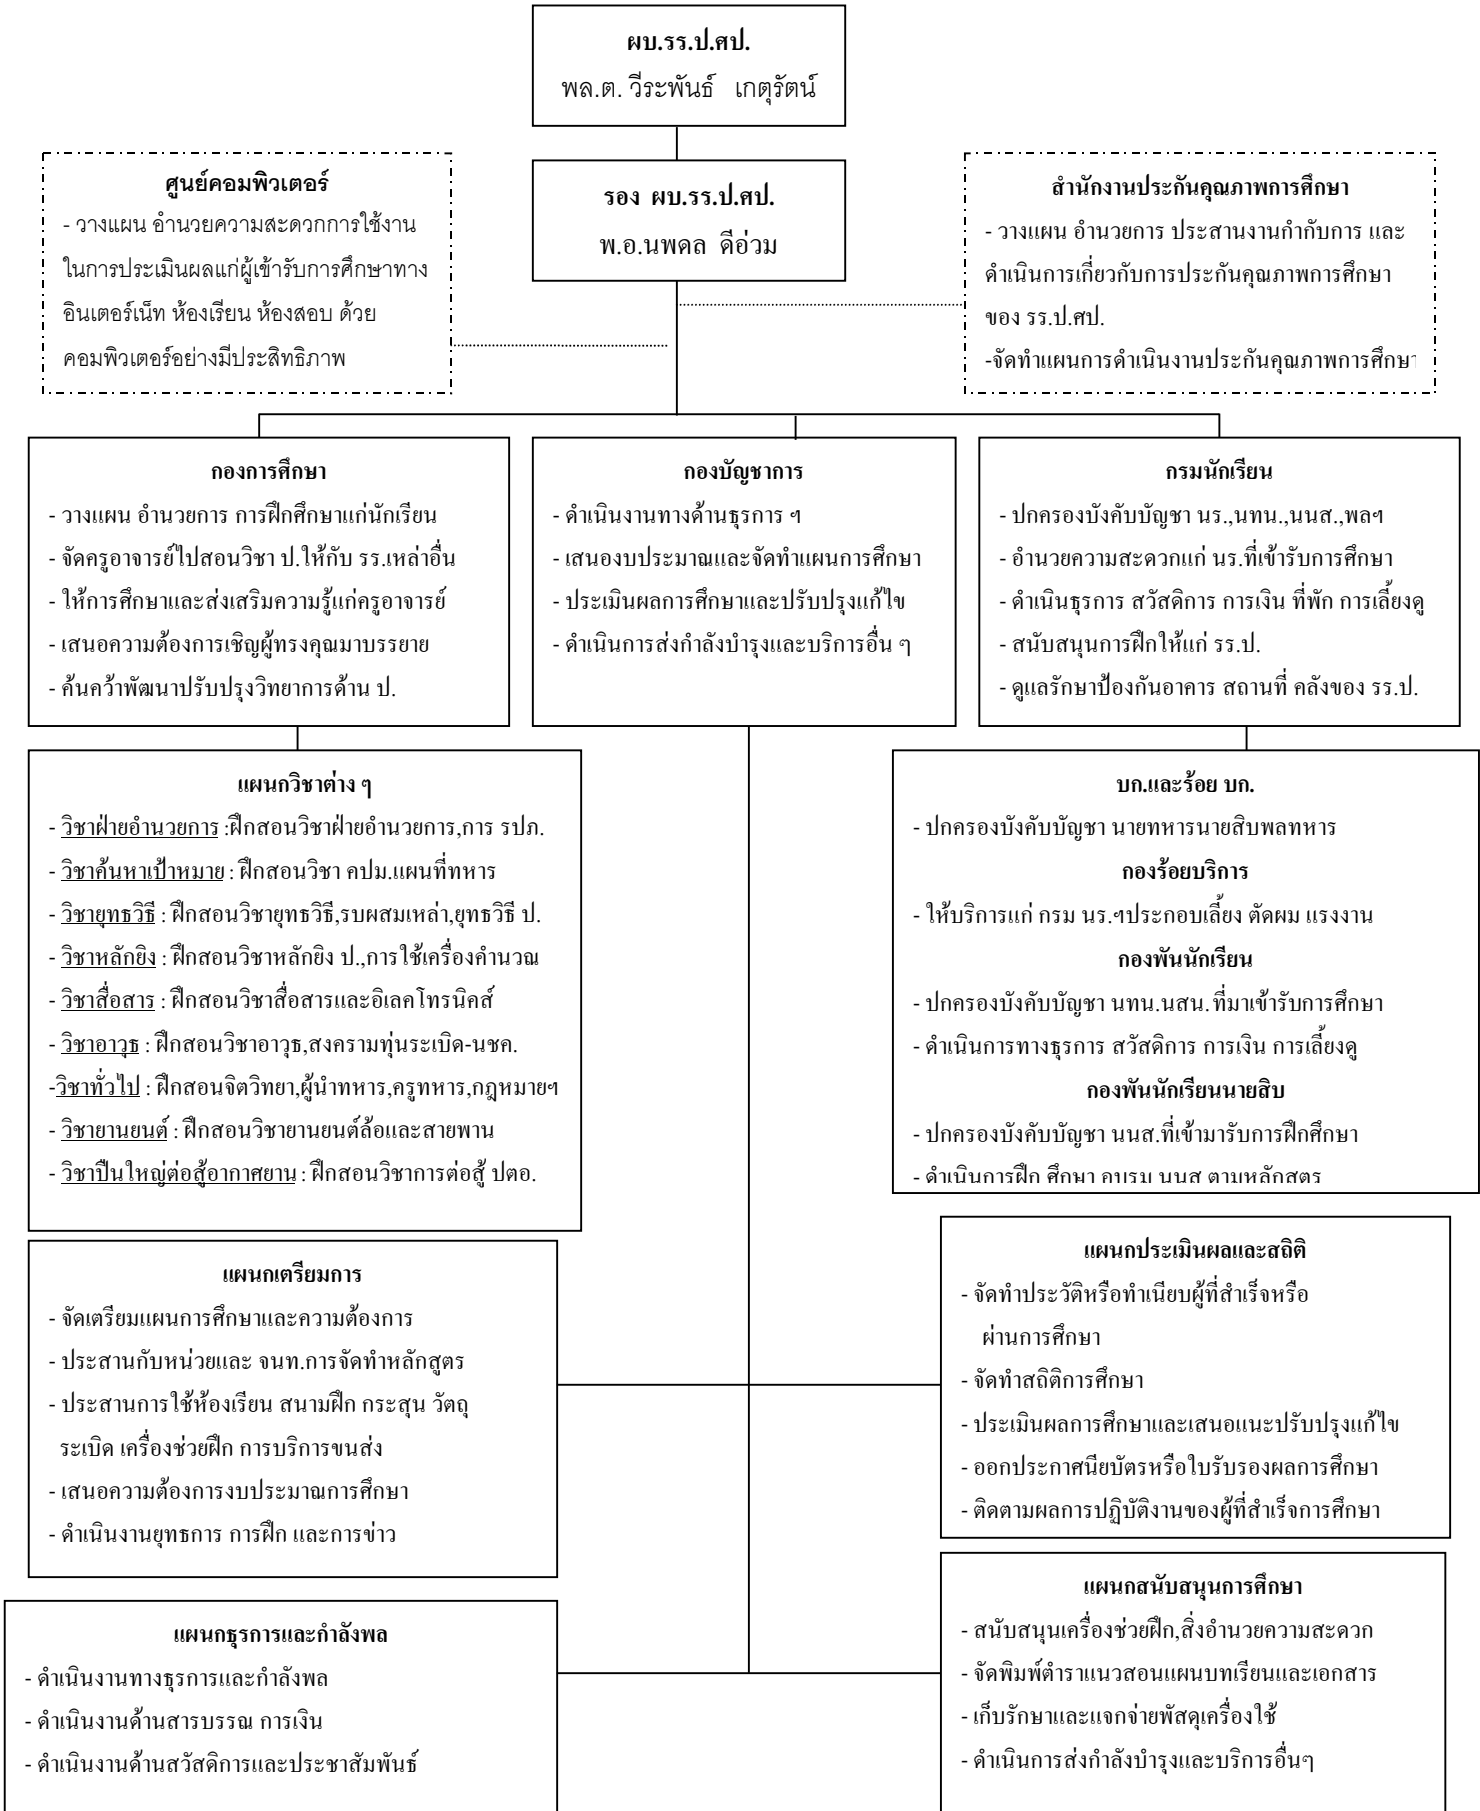 ผบ.รร.ป.ศป.
พล.ต. วีระพันธ์ เกตุรัตน์
รอง ผบ.รร.ป.ศป.
พ.อ.นพดล ดีอ่วม
ศูนย์คอมพิวเตอร์
- วางแผน อำนวยความสะดวกการใช้งาน
ในการประเมินผลแก่ผู้เข้ารับการศึกษาทาง
อินเตอร์เน็ท ห้องเรียน ห้องสอบ ด้วย
คอมพิวเตอร์อย่างมีประสิทธิภาพ
สำนักงานประกันคุณภาพการศึกษา
- วางแผน อำนวยการ ประสานงานกำกับการ และ
ดำเนินการเกี่ยวกับการประกันคุณภาพการศึกษา
ของ รร.ป.ศป.
-จัดทำแผนการดำเนินงานประกันคุณภาพการศึกษา
กองการศึกษา
- วางแผน อำนวยการ การฝึกศึกษาแก่นักเรียน
- จัดครูอาจารย์ไปสอนวิชา ป.ให้กับ รร.เหล่าอื่น
- ให้การศึกษาและส่งเสริมความรู้แก่ครูอาจารย์
- เสนอความต้องการเชิญผู้ทรงคุณมาบรรยาย
- ค้นคว้าพัฒนาปรับปรุงวิทยาการด้าน ป.
กองบัญชาการ
- ดำเนินงานทางด้านธุรการ ฯ
- เสนองบประมาณและจัดทำแผนการศึกษา
- ประเมินผลการศึกษาและปรับปรุงแก้ไข
- ดำเนินการส่งกำลังบำรุงและบริการอื่น ๆ
กรมนักเรียน
- ปกครองบังคับบัญชา นร.,นทน.,นนส.,พลฯ
- อำนวยความสะดวกแก่ นร.ที่เข้ารับการศึกษา
- ดำเนินธุรการ สวัสดิการ การเงิน ที่พัก การเลี้ยงดู
- สนับสนุนการฝึกให้แก่ รร.ป.
- ดูแลรักษาป้องกันอาคาร สถานที่ คลังของ รร.ป.
แผนกวิชาต่าง ๆ
- วิชาฝ่ายอำนวยการ :ฝึกสอนวิชาฝ่ายอำนวยการ,การ รปภ.
- วิชาค้นหาเป้าหมาย : ฝึกสอนวิชา คปม.แผนที่ทหาร
- วิชายุทธวิธี : ฝึกสอนวิชายุทธวิธี,รบผสมเหล่า,ยุทธวิธี ป.
- วิชาหลักยิง : ฝึกสอนวิชาหลักยิง ป.,การใช้เครื่องคำนวณ
- วิชาสื่อสาร : ฝึกสอนวิชาสื่อสารและอิเลคโทรนิคส์
- วิชาอาวุธ : ฝึกสอนวิชาอาวุธ,สงครามทุ่นระเบิด-นชค.
-วิชาทั่วไป : ฝึกสอนจิตวิทยา,ผู้นำทหาร,ครูทหาร,กฎหมายฯ
- วิชายานยนต์ : ฝึกสอนวิชายานยนต์ล้อและสายพาน
- วิชาปืนใหญ่ต่อสู้อากาศยาน : ฝึกสอนวิชาการต่อสู้ ปตอ.
บก.และร้อย บก.
- ปกครองบังคับบัญชา นายทหารนายสิบพลทหาร
กองร้อยบริการ
- ให้บริการแก่ กรม นร.ฯประกอบเลี้ยง ตัดผม แรงงาน
กองพันนักเรียน
- ปกครองบังคับบัญชา นทน.นสน.ที่มาเข้ารับการศึกษา
- ดำเนินการทางธุรการ สวัสดิการ การเงิน การเลี้ยงดู
กองพันนักเรียนนายสิบ
- ปกครองบังคับบัญชา นนส.ที่เข้ามารับการฝึกศึกษา
- ดำเนินการฝึก ศึกษา อบรม นนส ตามหลักสูตร
แผนกเตรียมการ
- จัดเตรียมแผนการศึกษาและความต้องการ
- ประสานกับหน่วยและ จนท.การจัดทำหลักสูตร
- ประสานการใช้ห้องเรียน สนามฝึก กระสุน วัตถุ
ระเบิด เครื่องช่วยฝึก การบริการขนส่ง
- เสนอความต้องการงบประมาณการศึกษา
- ดำเนินงานยุทธการ การฝึก และการข่าว
แผนกประเมินผลและสถิติ
- จัดทำประวัติหรือทำเนียบผู้ที่สำเร็จหรือ
ผ่านการศึกษา
- จัดทำสถิติการศึกษา
- ประเมินผลการศึกษาและเสนอแนะปรับปรุงแก้ไข
- ออกประกาศนียบัตรหรือใบรับรองผลการศึกษา
- ติดตามผลการปฏิบัติงานของผู้ที่สำเร็จการศึกษา
แผนกธุรการและกำลังพล
- ดำเนินงานทางธุรการและกำลังพล
- ดำเนินงานด้านสารบรรณ การเงิน
- ดำเนินงานด้านสวัสดิการและประชาสัมพันธ์
แผนกสนับสนุนการศึกษา
- สนับสนุนเครื่องช่วยฝึก,สิ่งอำนวยความสะดวก
- จัดพิมพ์ตำราแนวสอนแผนบทเรียนและเอกสาร
- เก็บรักษาและแจกจ่ายพัสดุเครื่องใช้
- ดำเนินการส่งกำลังบำรุงและบริการอื่นๆ